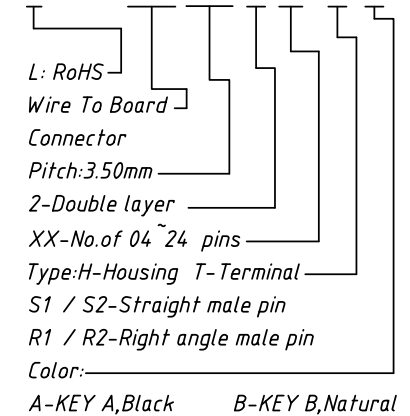 L: RoHS
Wire To Board
Connector
Pitch:3.50mm
2-Double layer
XX-No.of 04~24 pins
Type:H-Housing T-Terminal
S1 / S2-Straight male pin
R1 / R2-Right angle male pin
Color:
A-KEY A,Black B-KEY B,Natural